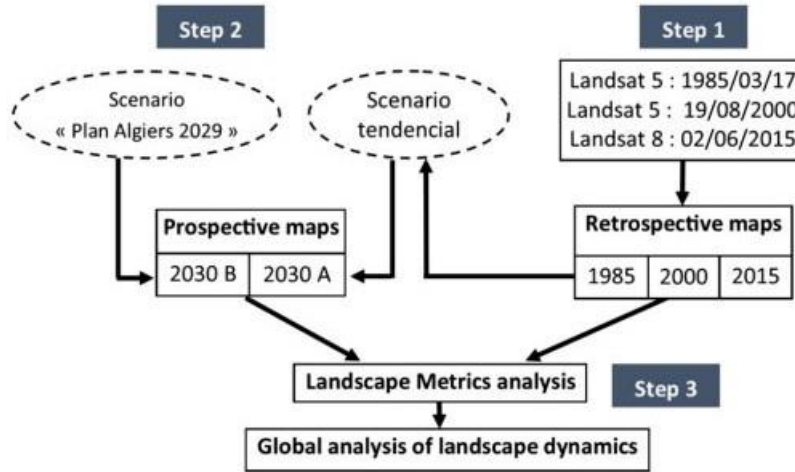 Step 2
Step 1
Scenario
« Plan Algiers 2029 »
Scenario
tendencial
Landsat 5 : 1985/03/17
Landsat 5 : 19/08/2000
Landsat 8 : 02/06/2015
Prospective maps
2030 B
2030 A
Retrospective maps
1985
2000
2015
Landscape Metrics analysis
Step 3
Global analysis of landscape dynamics